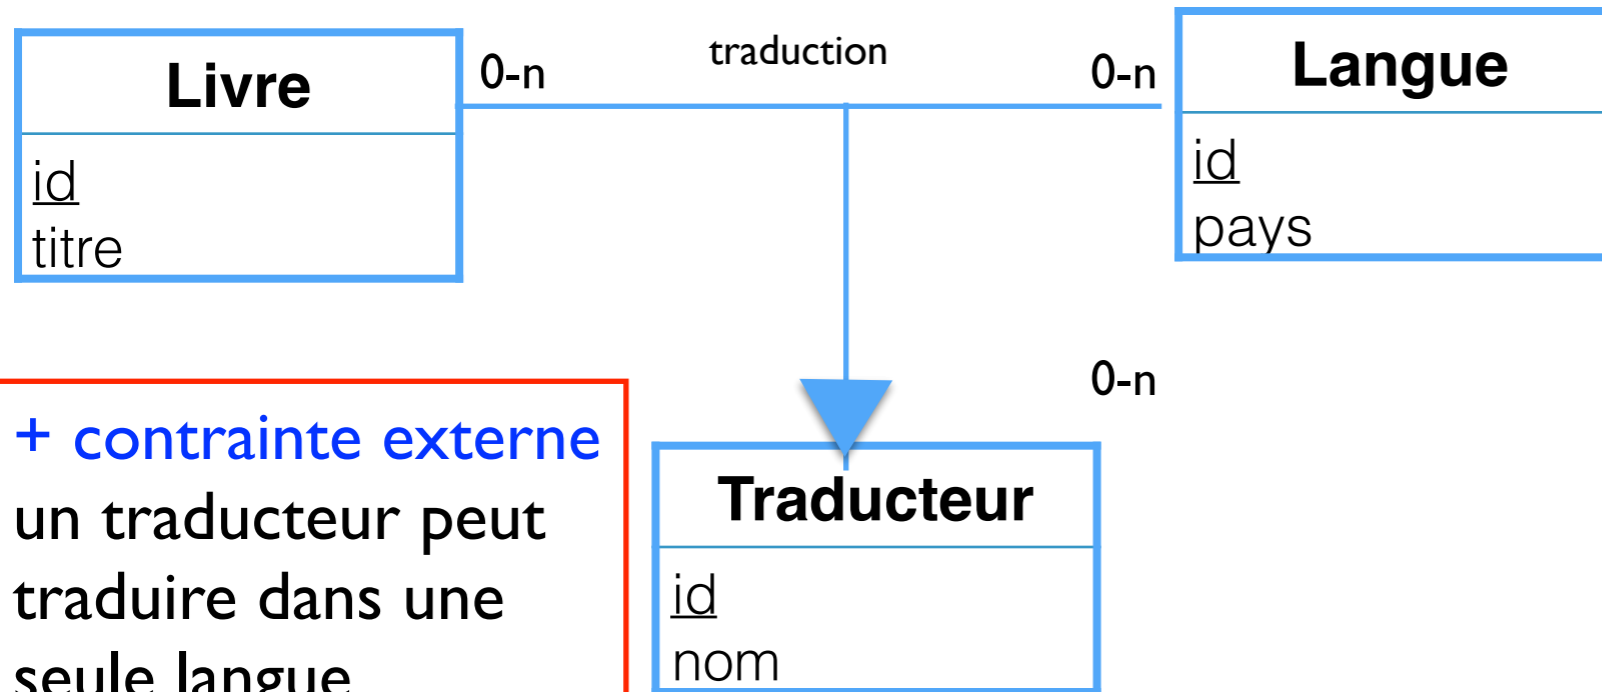 Livre
id
titre
0-n
traduction
0-n
Langue
id
pays
0-n
+ contrainte externe
un traducteur peut
traduire dans une
seule langue
Traducteur
id
nom